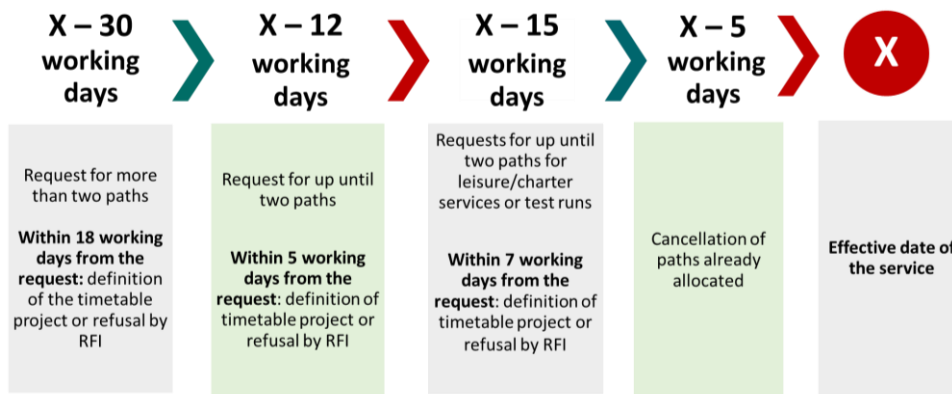 X – 30
working
days
X – 12
working
days
X – 15
working
days
X – 5
working
days
X
Request for more
than two paths
Within 18 working
days from the
request: definition
of the timetable
project or refusal by
RFI
Request for up until
two paths
Within 5 working
days from the
request: definition of
timetable project or
refusal by RFI
Requests for up until
two paths for
leisure/charter
services or test runs
Within 7 working
days from the
request: definition of
timetable project or
refusal by RFI
Cancellation of
paths already
allocated
Effective date of
the service